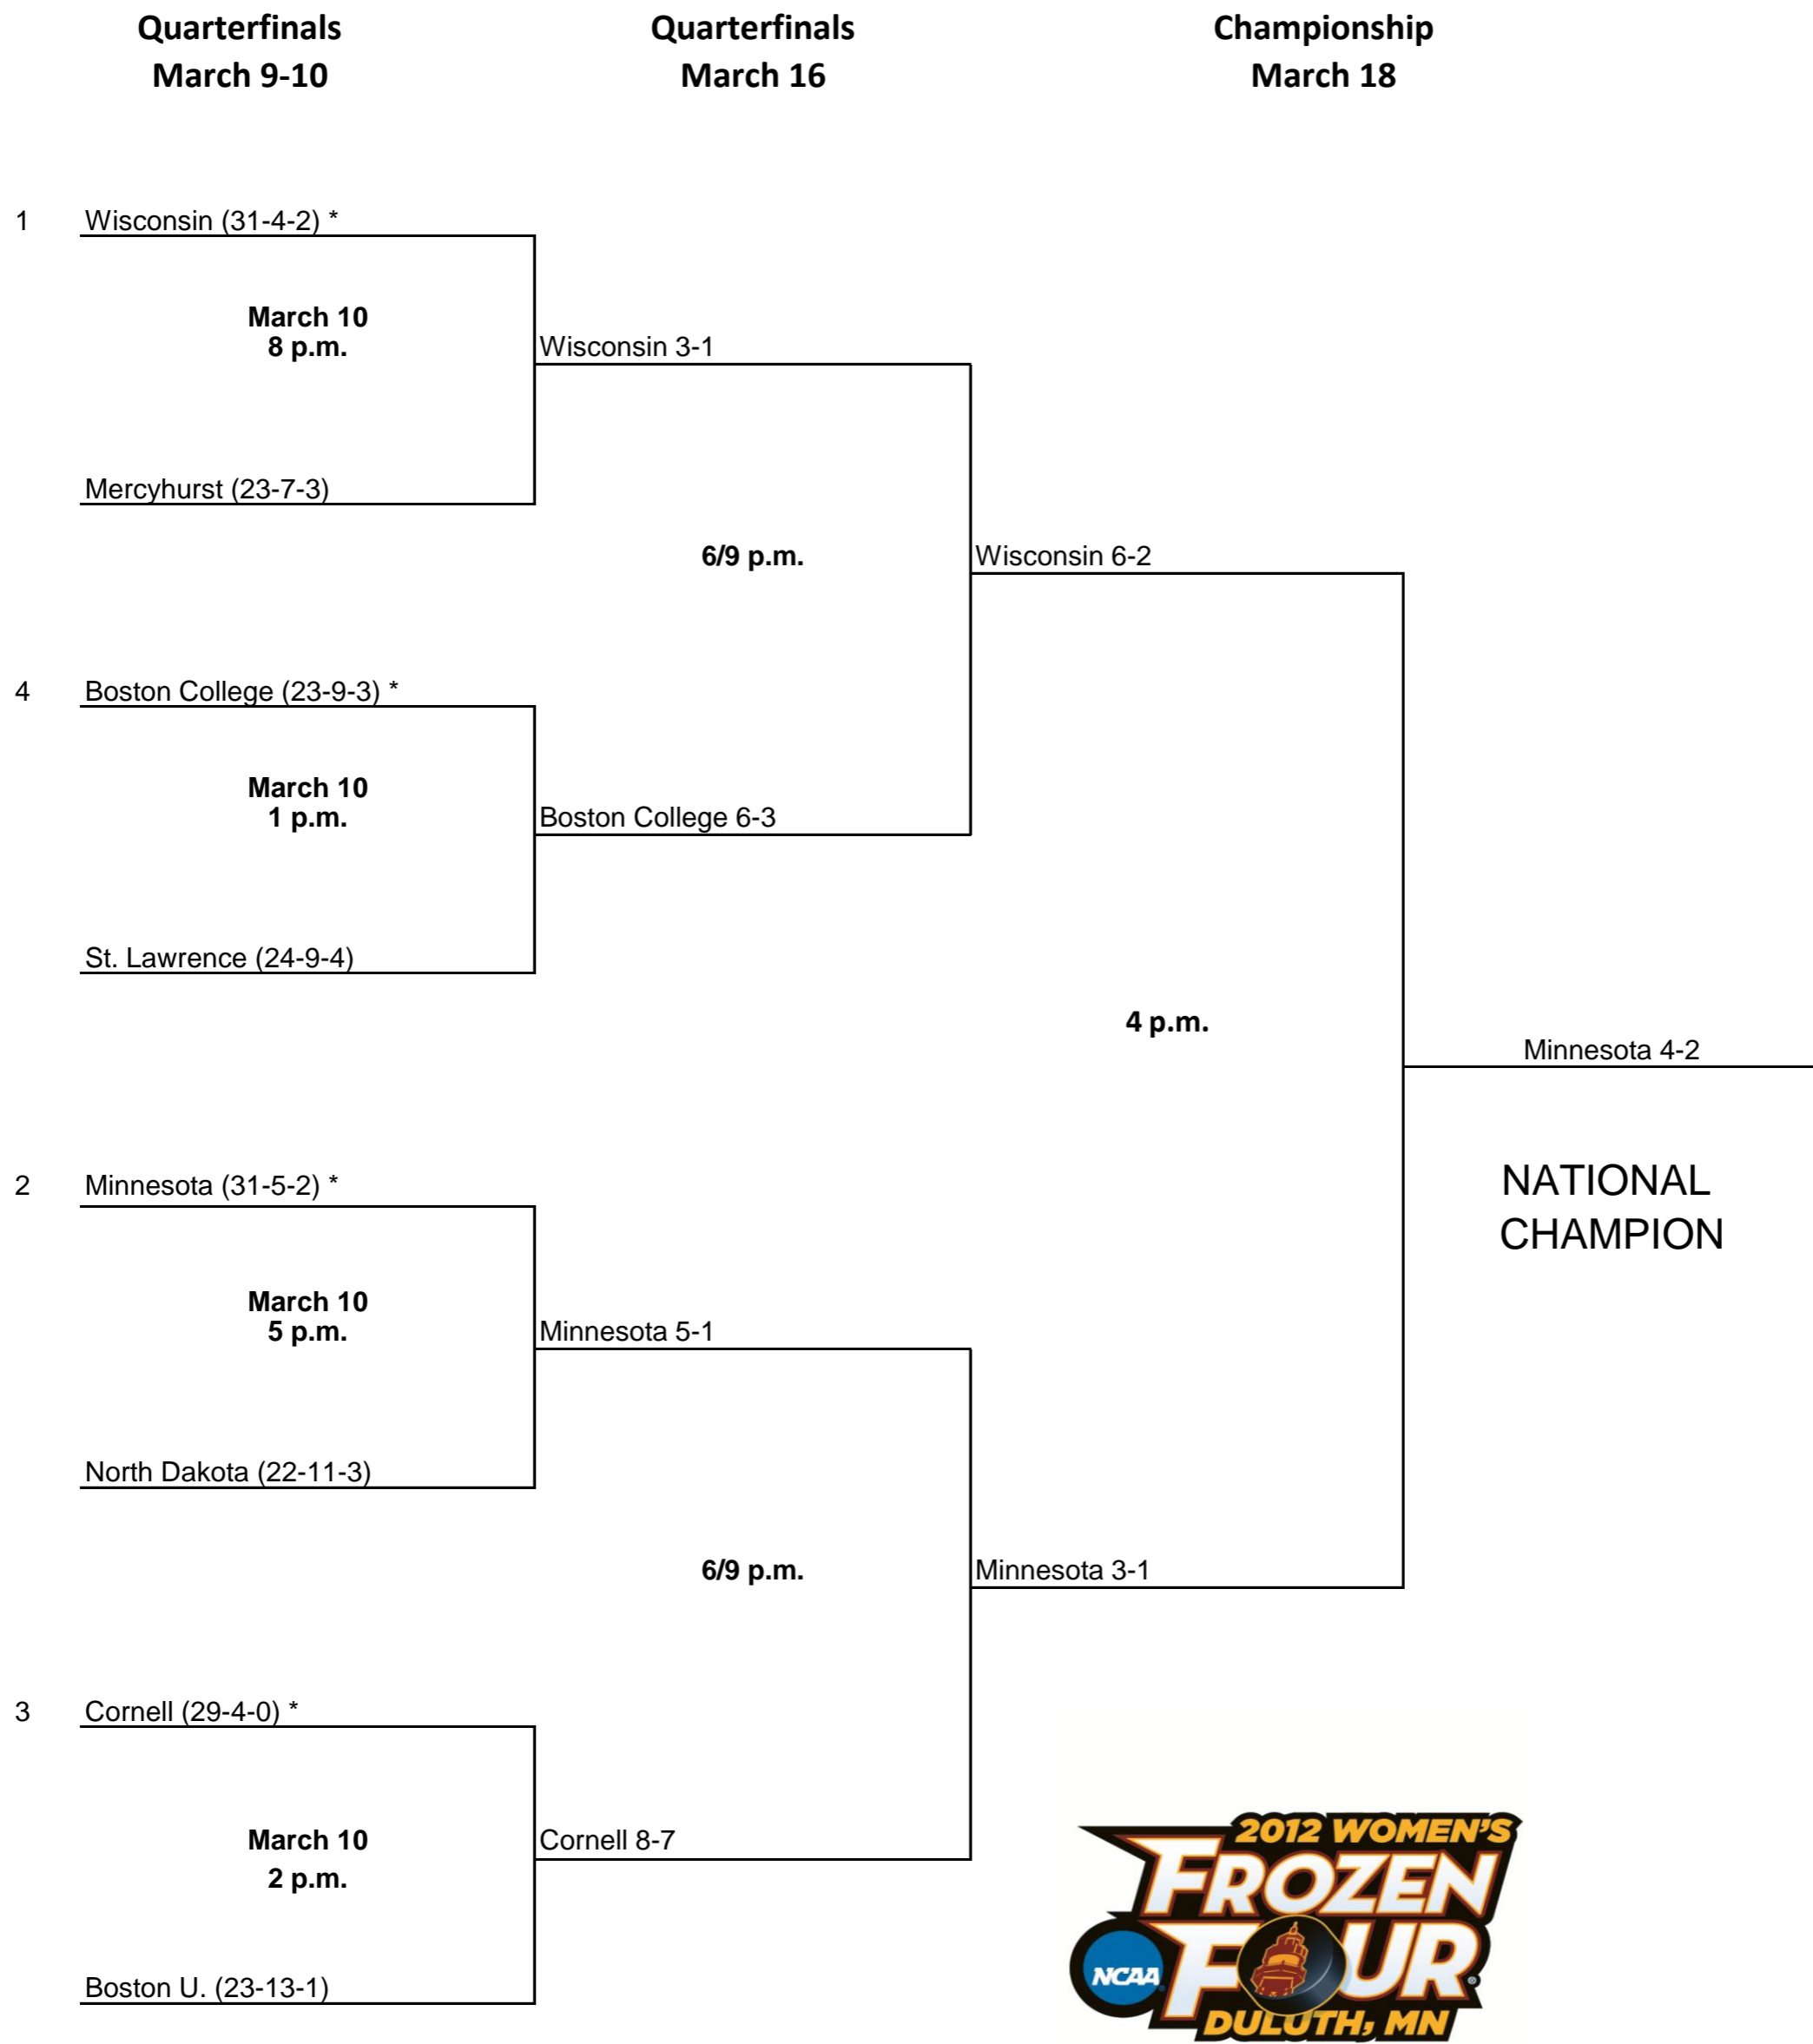 Quarterfinals
March 9-10
Quarterfinals
March 16
Championship
March 18
1 Wisconsin (31-4-2) *
March 10
8 p.m.
Wisconsin 3-1
Mercyhurst (23-7-3)
6/9 p.m.
Wisconsin 6-2
4 Boston College (23-9-3) *
March 10
1 p.m.
Boston College 6-3
St. Lawrence (24-9-4)
4 p.m.
Minnesota 4-2
NATIONAL
CHAMPION
2 Minnesota (31-5-2) *
March 10
5 p.m.
Minnesota 5-1
North Dakota (22-11-3)
6/9 p.m.
Minnesota 3-1
3 Cornell (29-4-0) *
March 10
2 p.m.
Cornell 8-7
Boston U. (23-13-1)
2012 WOMEN'S
FROZEN
FOUR
NCAA
DULUTH, MN